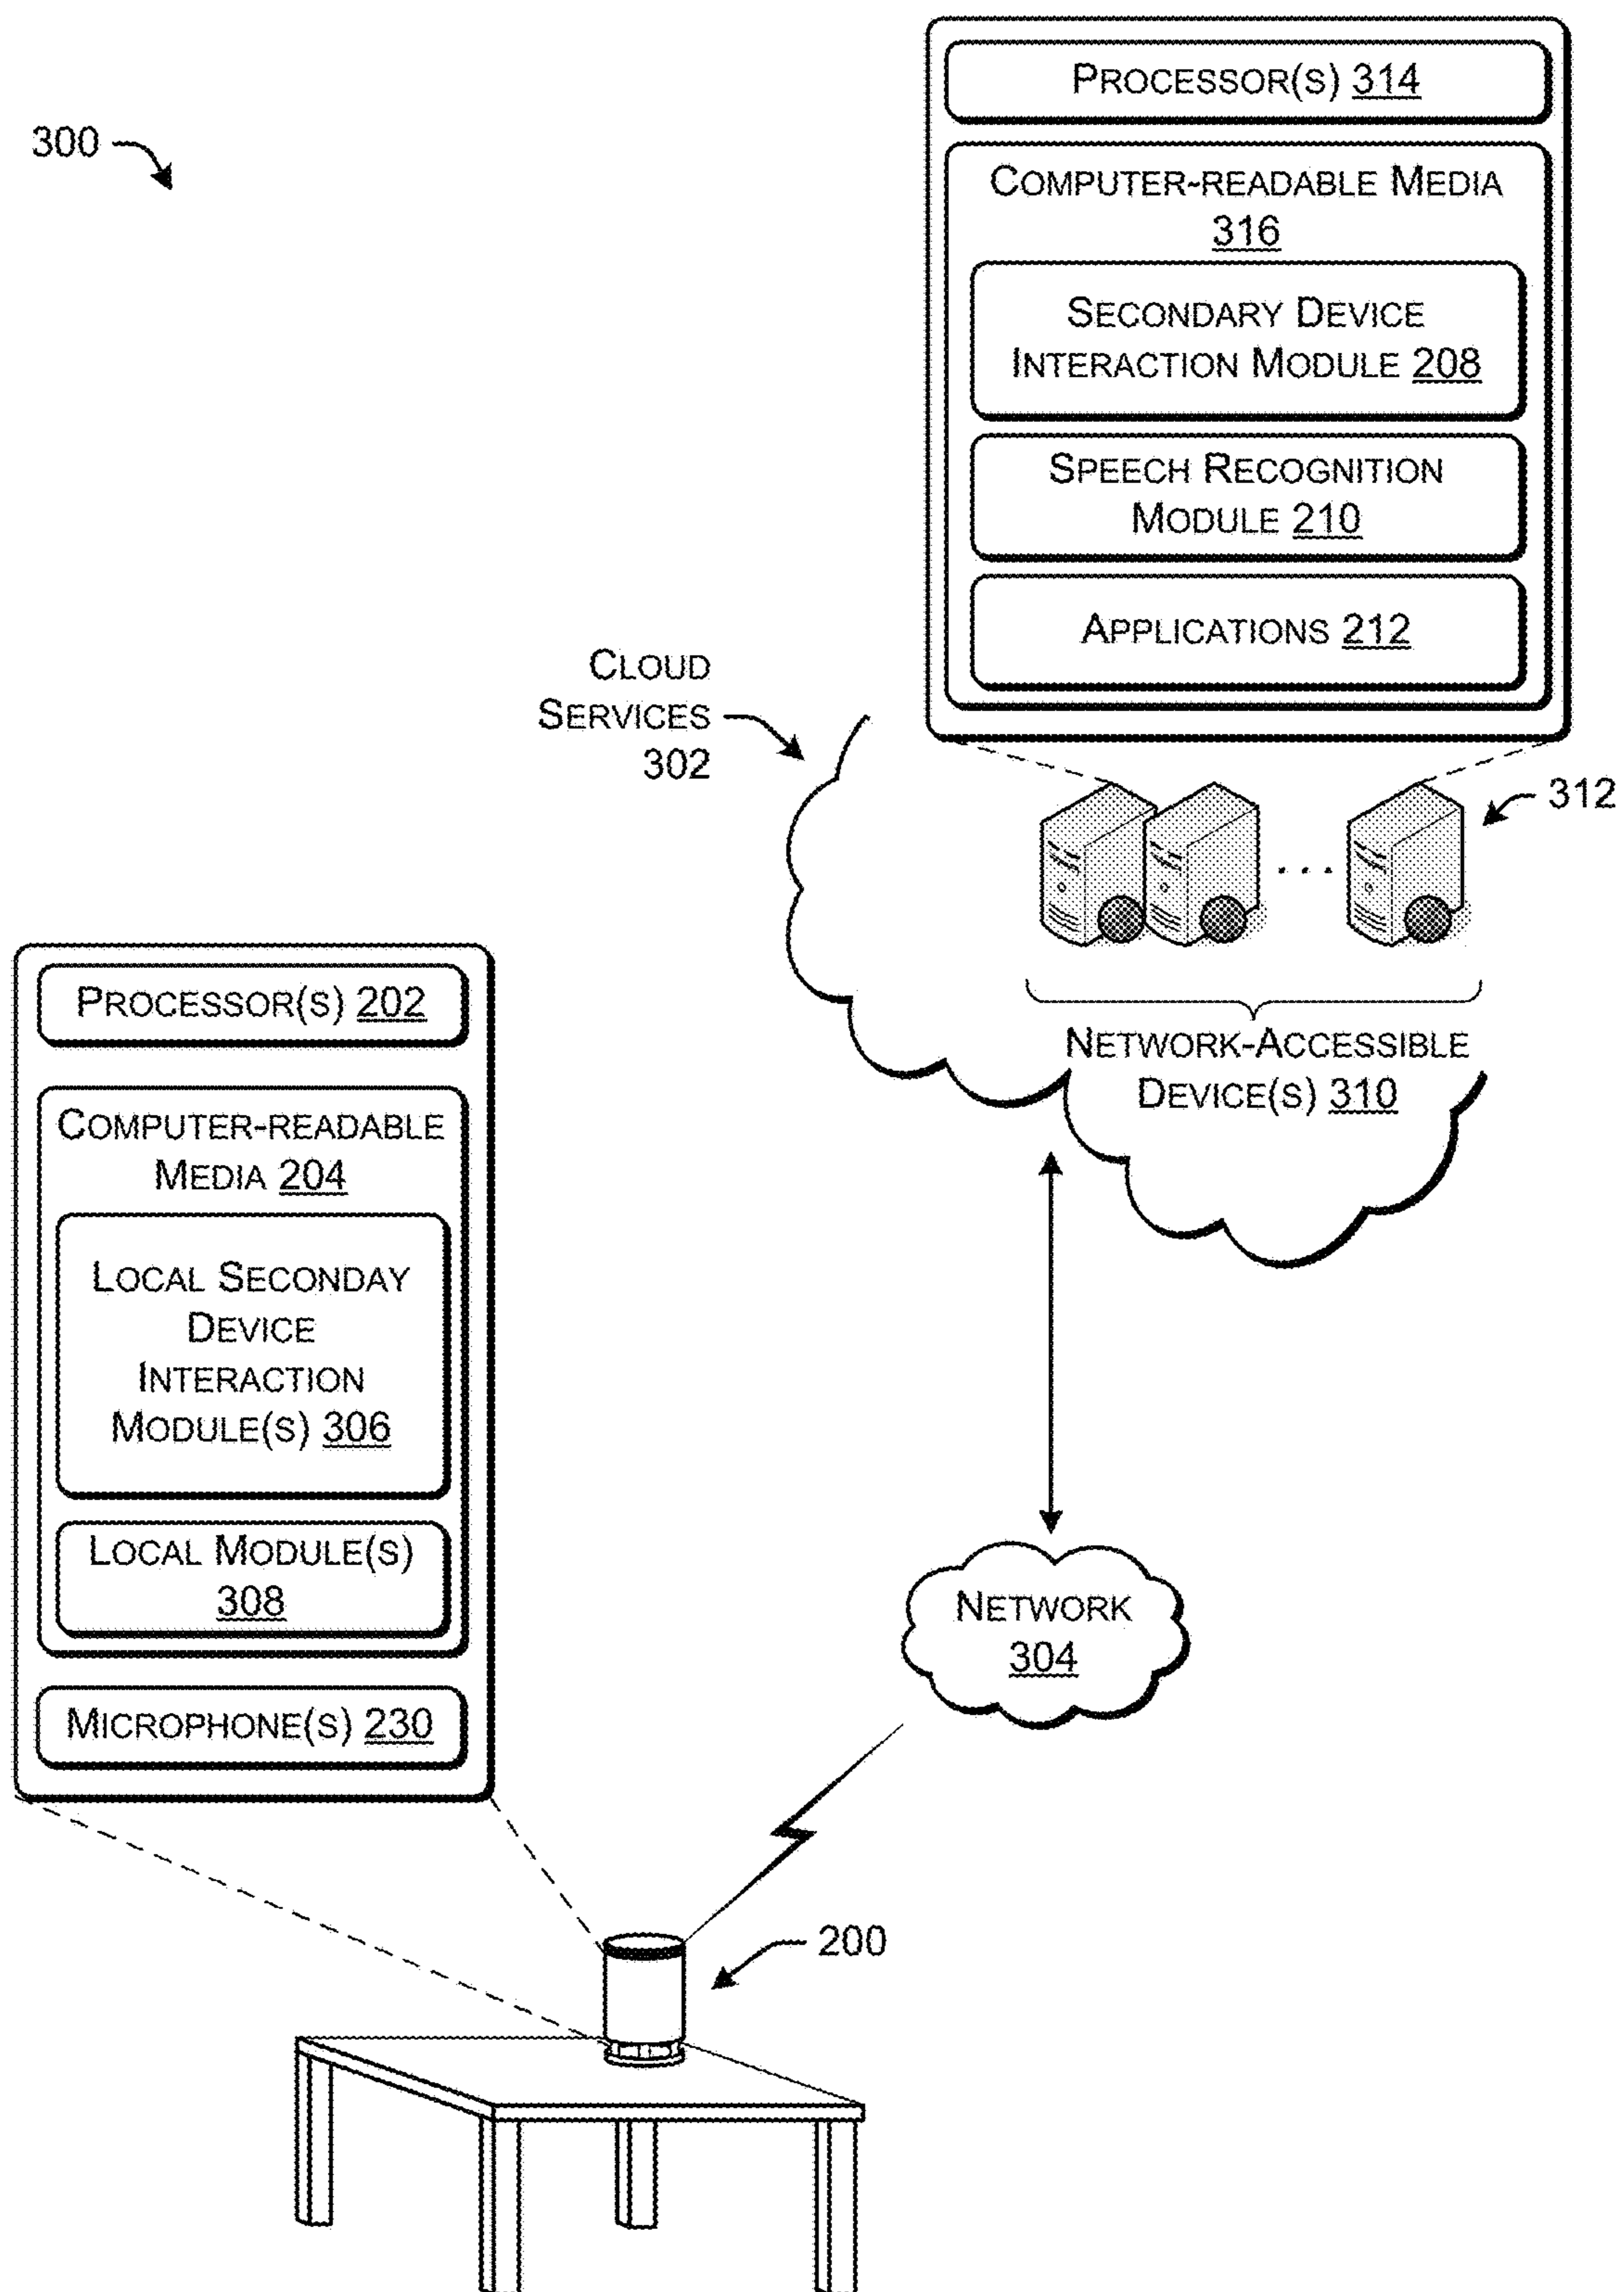 300
PROCESSOR(S) 314
COMPUTER-READABLE MEDIA
316
SECONDARY DEVICE
INTERACTION MODULE 208
SPEECH RECOGNITION
MODULE 210
APPLICATIONS 212
CLOUD
SERVICES
302
312
NETWORK-ACCESSIBLE
DEVICE(S) 310
PROCESSOR(S) 202
COMPUTER-READABLE
MEDIA 204
LOCAL SECONDAY
DEVICE
INTERACTION
MODULE(S) 306
LOCAL MODULE(S)
308
MICROPHONE(S) 230
NETWORK
304
200